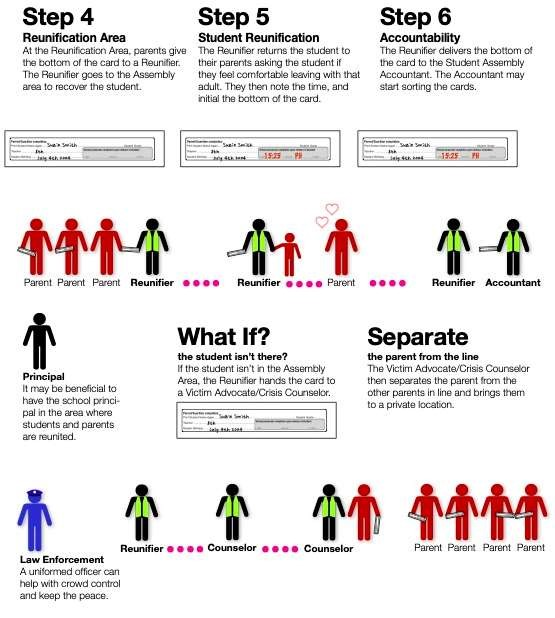 Step 4
Reunification Area
At the Reunification Area, parents give
the bottom of the card to a Reunifier.
The Reunifier goes to the Assembly
area to recover the student.
Step 5
Student Reunification
The Reunifier returns the student to
their parents asking the student if
they feel comfortable leaving with that
adult. They then note the time, and
initial the bottom of the card.
Step 6
Accountability
The Reunifier delivers the bottom of
the card to the Student Assembly
Accountant. The Accountant may
start sorting the cards.
Susie Smith
8th
July 4th 2004
Susie Smith
8th
July 4th 2004
15:25 PH
Susie Smith
8th
July 4th 2004
15:25 PH
Parent Parent Parent Reunifier
Reunifier Parent
Reunifier Accountant
Principal
It may be beneficial to
have the school princi-
pal in the area where
students and parents
are reunited.
What If?
the student isn't there?
If the student isn't in the Assembly
Area, the Reunifier hands the card to
a Victim Advocate/Crisis Counselor.
Susie Smith
8th
July 4th 2004
Separate
the parent from the line
The Victim Advocate/Crisis Counselor
then separates the parent from the
other parents in line and brings them
to a private location.
Law Enforcement
A uniformed officer can
help with crowd control
and keep the peace.
Reunifier Counselor Counselor
Parent Parent Parent Parent